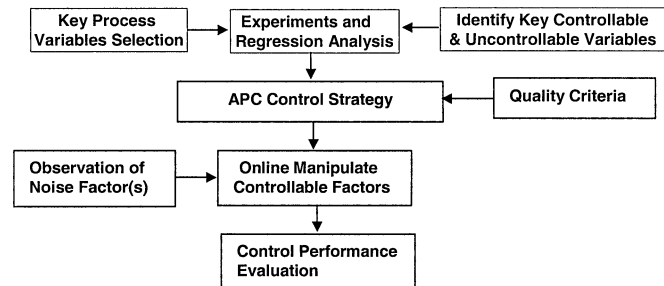 Key Process
Variables Selection
Experiments and
Regression Analysis
Identify Key Controllable
& Uncontrollable Variables
APC Control Strategy
Quality Criteria
Observation of
Noise Factor(s)
Online Manipulate
Controllable Factors
Control Performance
Evaluation